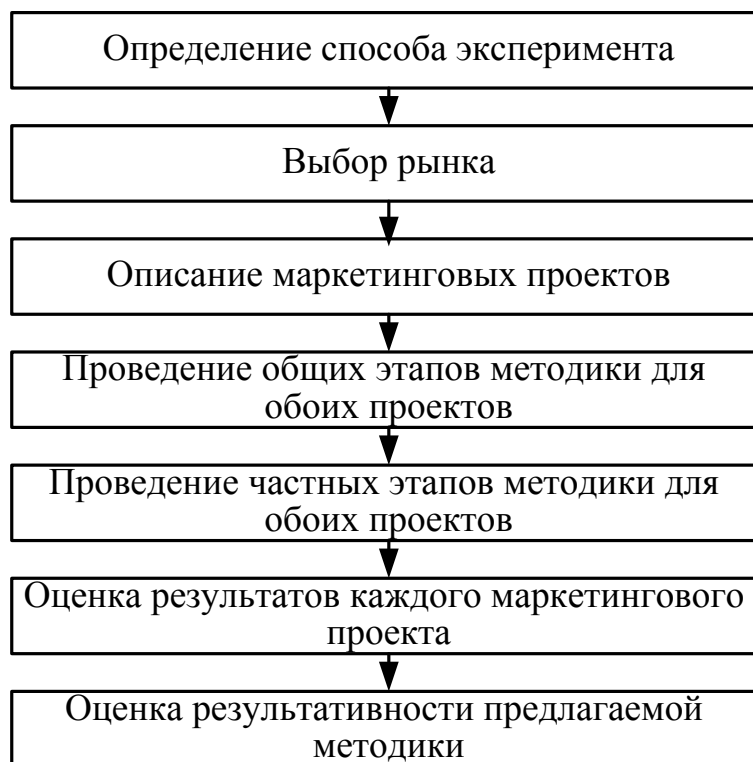 Определение способа эксперимента
Выбор рынка
Описание маркетинговых проектов
Проведение общих этапов методики для
обоих проектов
Проведение частных этапов методики для
обоих проектов
Оценка результатов каждого маркетингового
проекта
Оценка результативности предлагаемой
методики